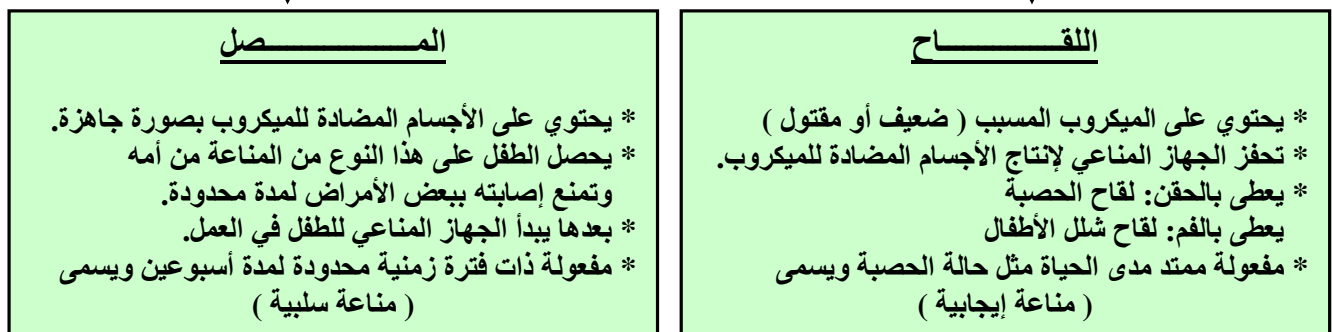 اللقـــــــــاح
* يحتوي على الميكروب المسبب ( ضعيف أو مقتول )
* تحفز الجهاز المناعي لإنتاج الأجسام المضادة للميكروب.
* يعطى بالحقن: لقاح الحصبة
يعطى بالفم: لقاح شلل الأطفال
* مفعولة ممتد مدى الحياة مثل حالة الحصبة ويسمى
( مناعة إيجابية )
المـــــــــــصل
* يحتوي على الأجسام المضادة للميكروب بصورة جاهزة.
* يحصل الطفل على هذا النوع من المناعة من أمه
وتمنع إصابته ببعض الأمراض لمدة محدودة.
* بعدها يبدأ الجهاز المناعي للطفل في العمل.
* مفعولة ذات فترة زمنية محدودة لمدة أسبوعين ويسمى
( مناعة سلبية )